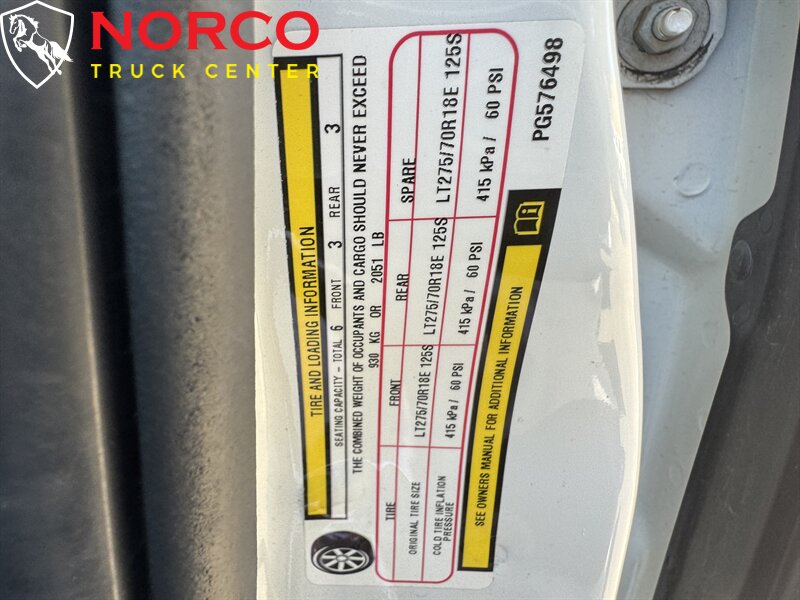 NORCO
TRUCK CENTER
TIRE AND LOADING INFORMATION
SEATING CAPACITY - TOTAL 6 FRONT 3 REAR 3
THE COMBINED WEIGHT OF OCCUPANTS AND CARGO SHOULD NEVER EXCEED
930 KG OR 2051 LB
TIRE FRONT REAR SPARE
ORIGINAL TIRE SIZE LT275/70R18E 125S LT275/70R18E 125S LT275/70R18E 125S
COLD TIRE INFLATION PRESSURE 415 kPa / 60 PSI 415 kPa / 60 PSI 415 kPa / 60 PSI
SEE OWNERS MANUAL FOR ADDITIONAL INFORMATION
PG576498